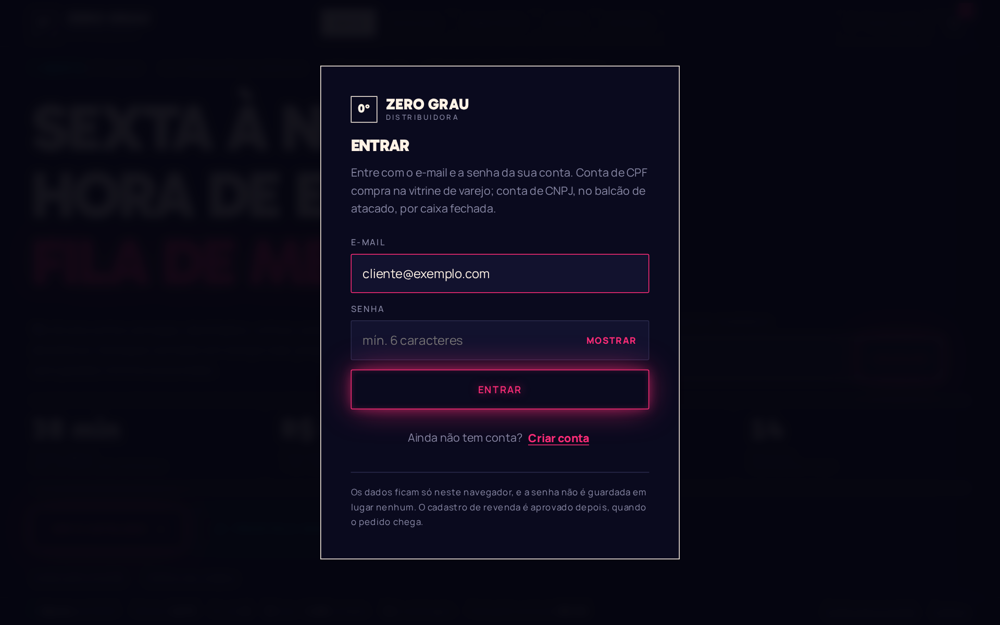 0°
ZERO GRAU
DISTRIBUIDORA
ENTRAR
Entre com o e-mail e a senha da sua conta. Conta de CPF
compra na vitrine de varejo; conta de CNPJ, no balcão de
atacado, por caixa fechada.
E-MAIL
cliente@exemplo.com
SENHA
mín. 6 caracteres
MOSTRAR
ENTRAR
Ainda não tem conta? Criar conta
Os dados ficam só neste navegador, e a senha não é guardada em
lugar nenhum. O cadastro de revenda é aprovado depois, quando
o pedido chega.
SEXTA À
HORA DE
FILA DE